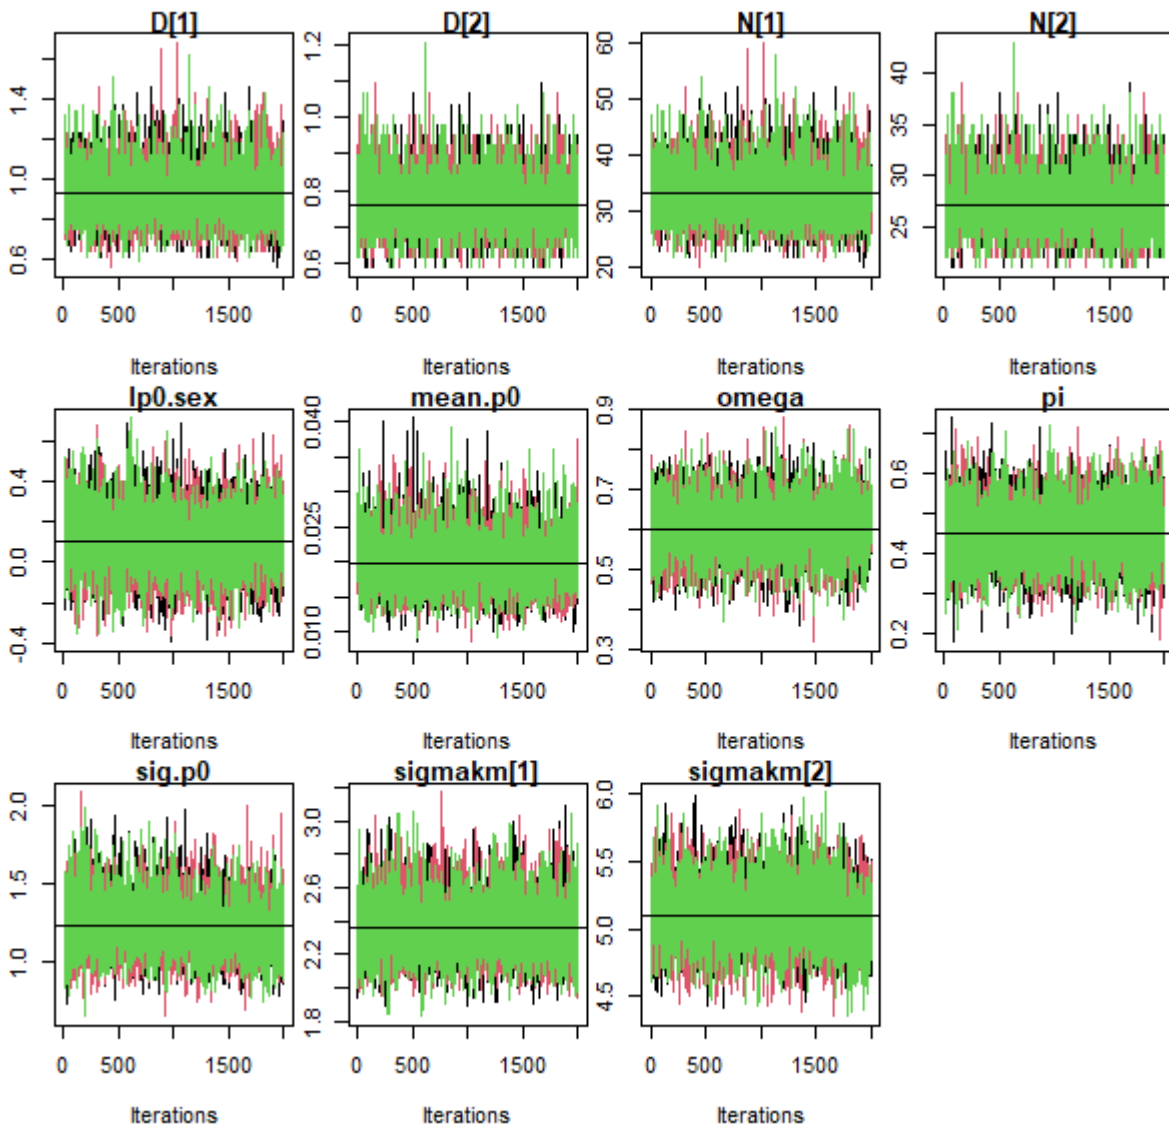 D[1] D[2] N[1] N[2]
0.6 1.0 1.4
0.6 0.8 1.0 1.2
20 30 40 50 60
25 30 35 40
0 500 1500 0 500 1500 0 500 1500 0 500 1500
Iterations Iterations Iterations Iterations
lp0.sex mean.p0 omega pi
-0.4 0.0 0.4
0.010 0.025 0.040
0.3 0.5 0.7 0.9
0.2 0.4 0.6
0 500 1500 0 500 1500 0 500 1500 0 500 1500
Iterations Iterations Iterations Iterations
sig.p0 sigmakm[1] sigmakm[2]
1.0 1.5 2.0
1.8 2.2 2.6 3.0
4.5 5.0 5.5 6.0
0 500 1500 0 500 1500 0 500 1500
Iterations Iterations Iterations